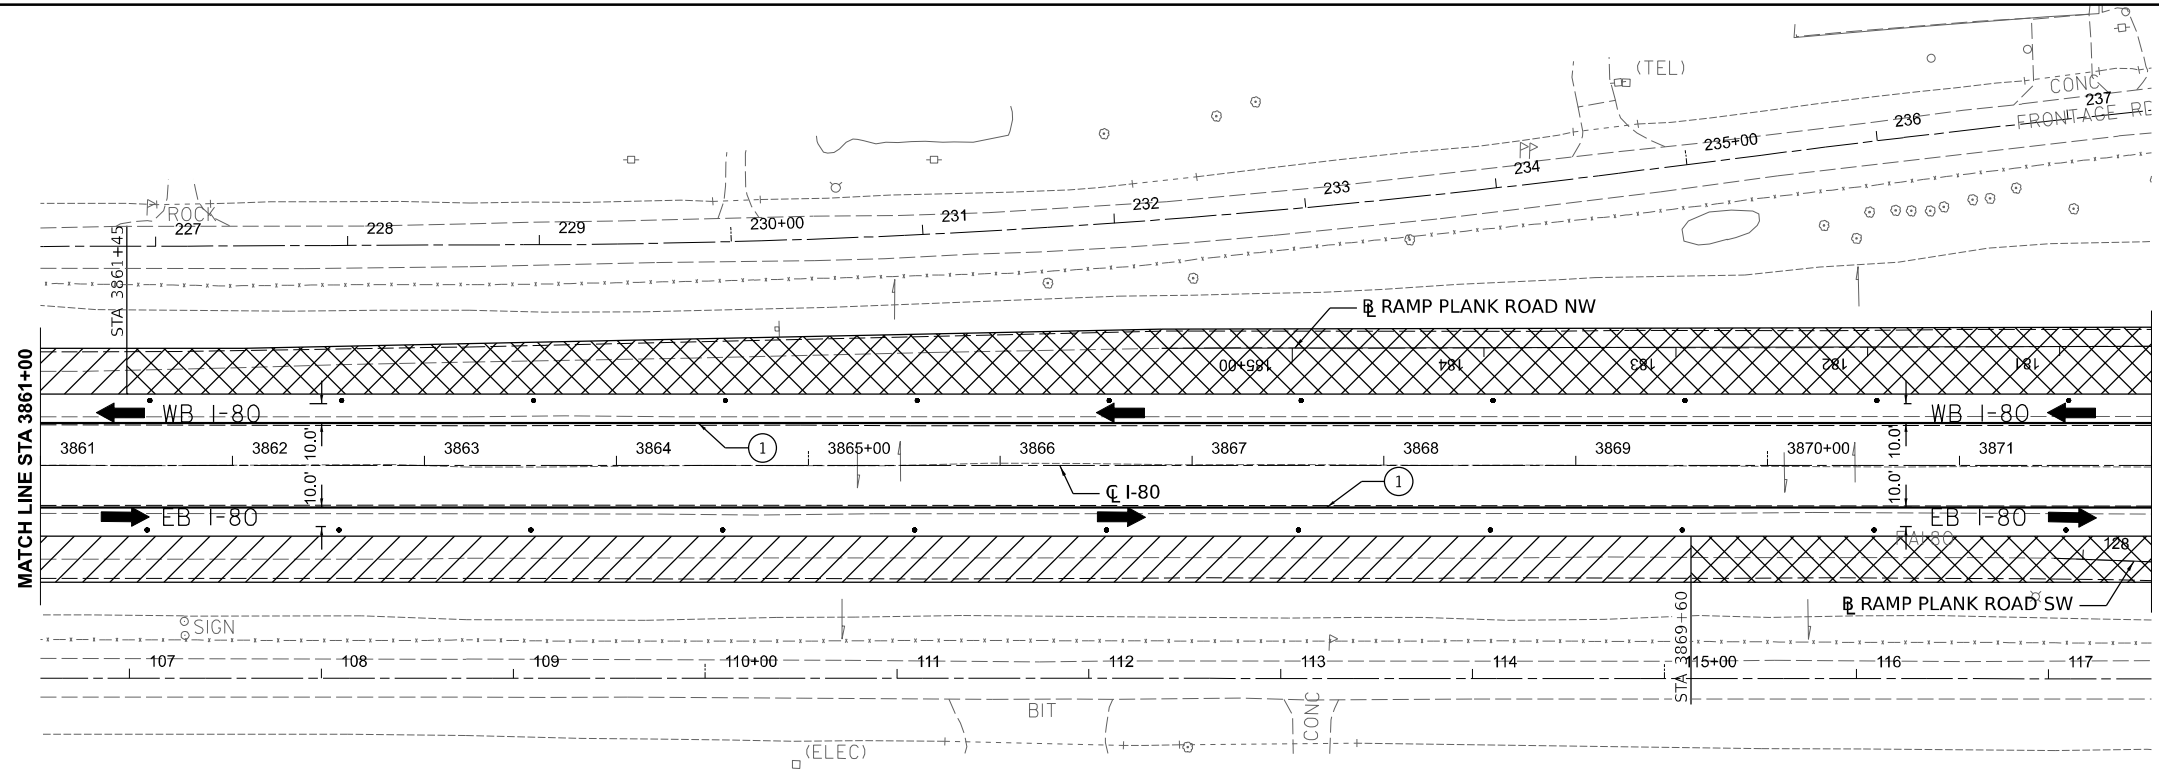 (TEL)
CONC
237
FRONTAGE RD
236
235+00
234
233
232
231
230+00
229
228
227
ROCK
STA 3861+45
℄ RAMP PLANK ROAD NW
185+00
184
183
182
181
MATCH LINE STA 3861+00
WB I-80
WB I-80
10.0'
10.0'
3861
3862
3863
3864
1
3865+00
3866
3867
3868
3869
3870+00
3871
10.0'
10.0'
℄ I-80
1
EB I-80
EB I-80
128
BL RAMP PLANK ROAD SW
STA 3869+60
SIGN
107
108
109
110+00
111
112
113
114
115+00
116
117
BIT
CONC
(ELEC)